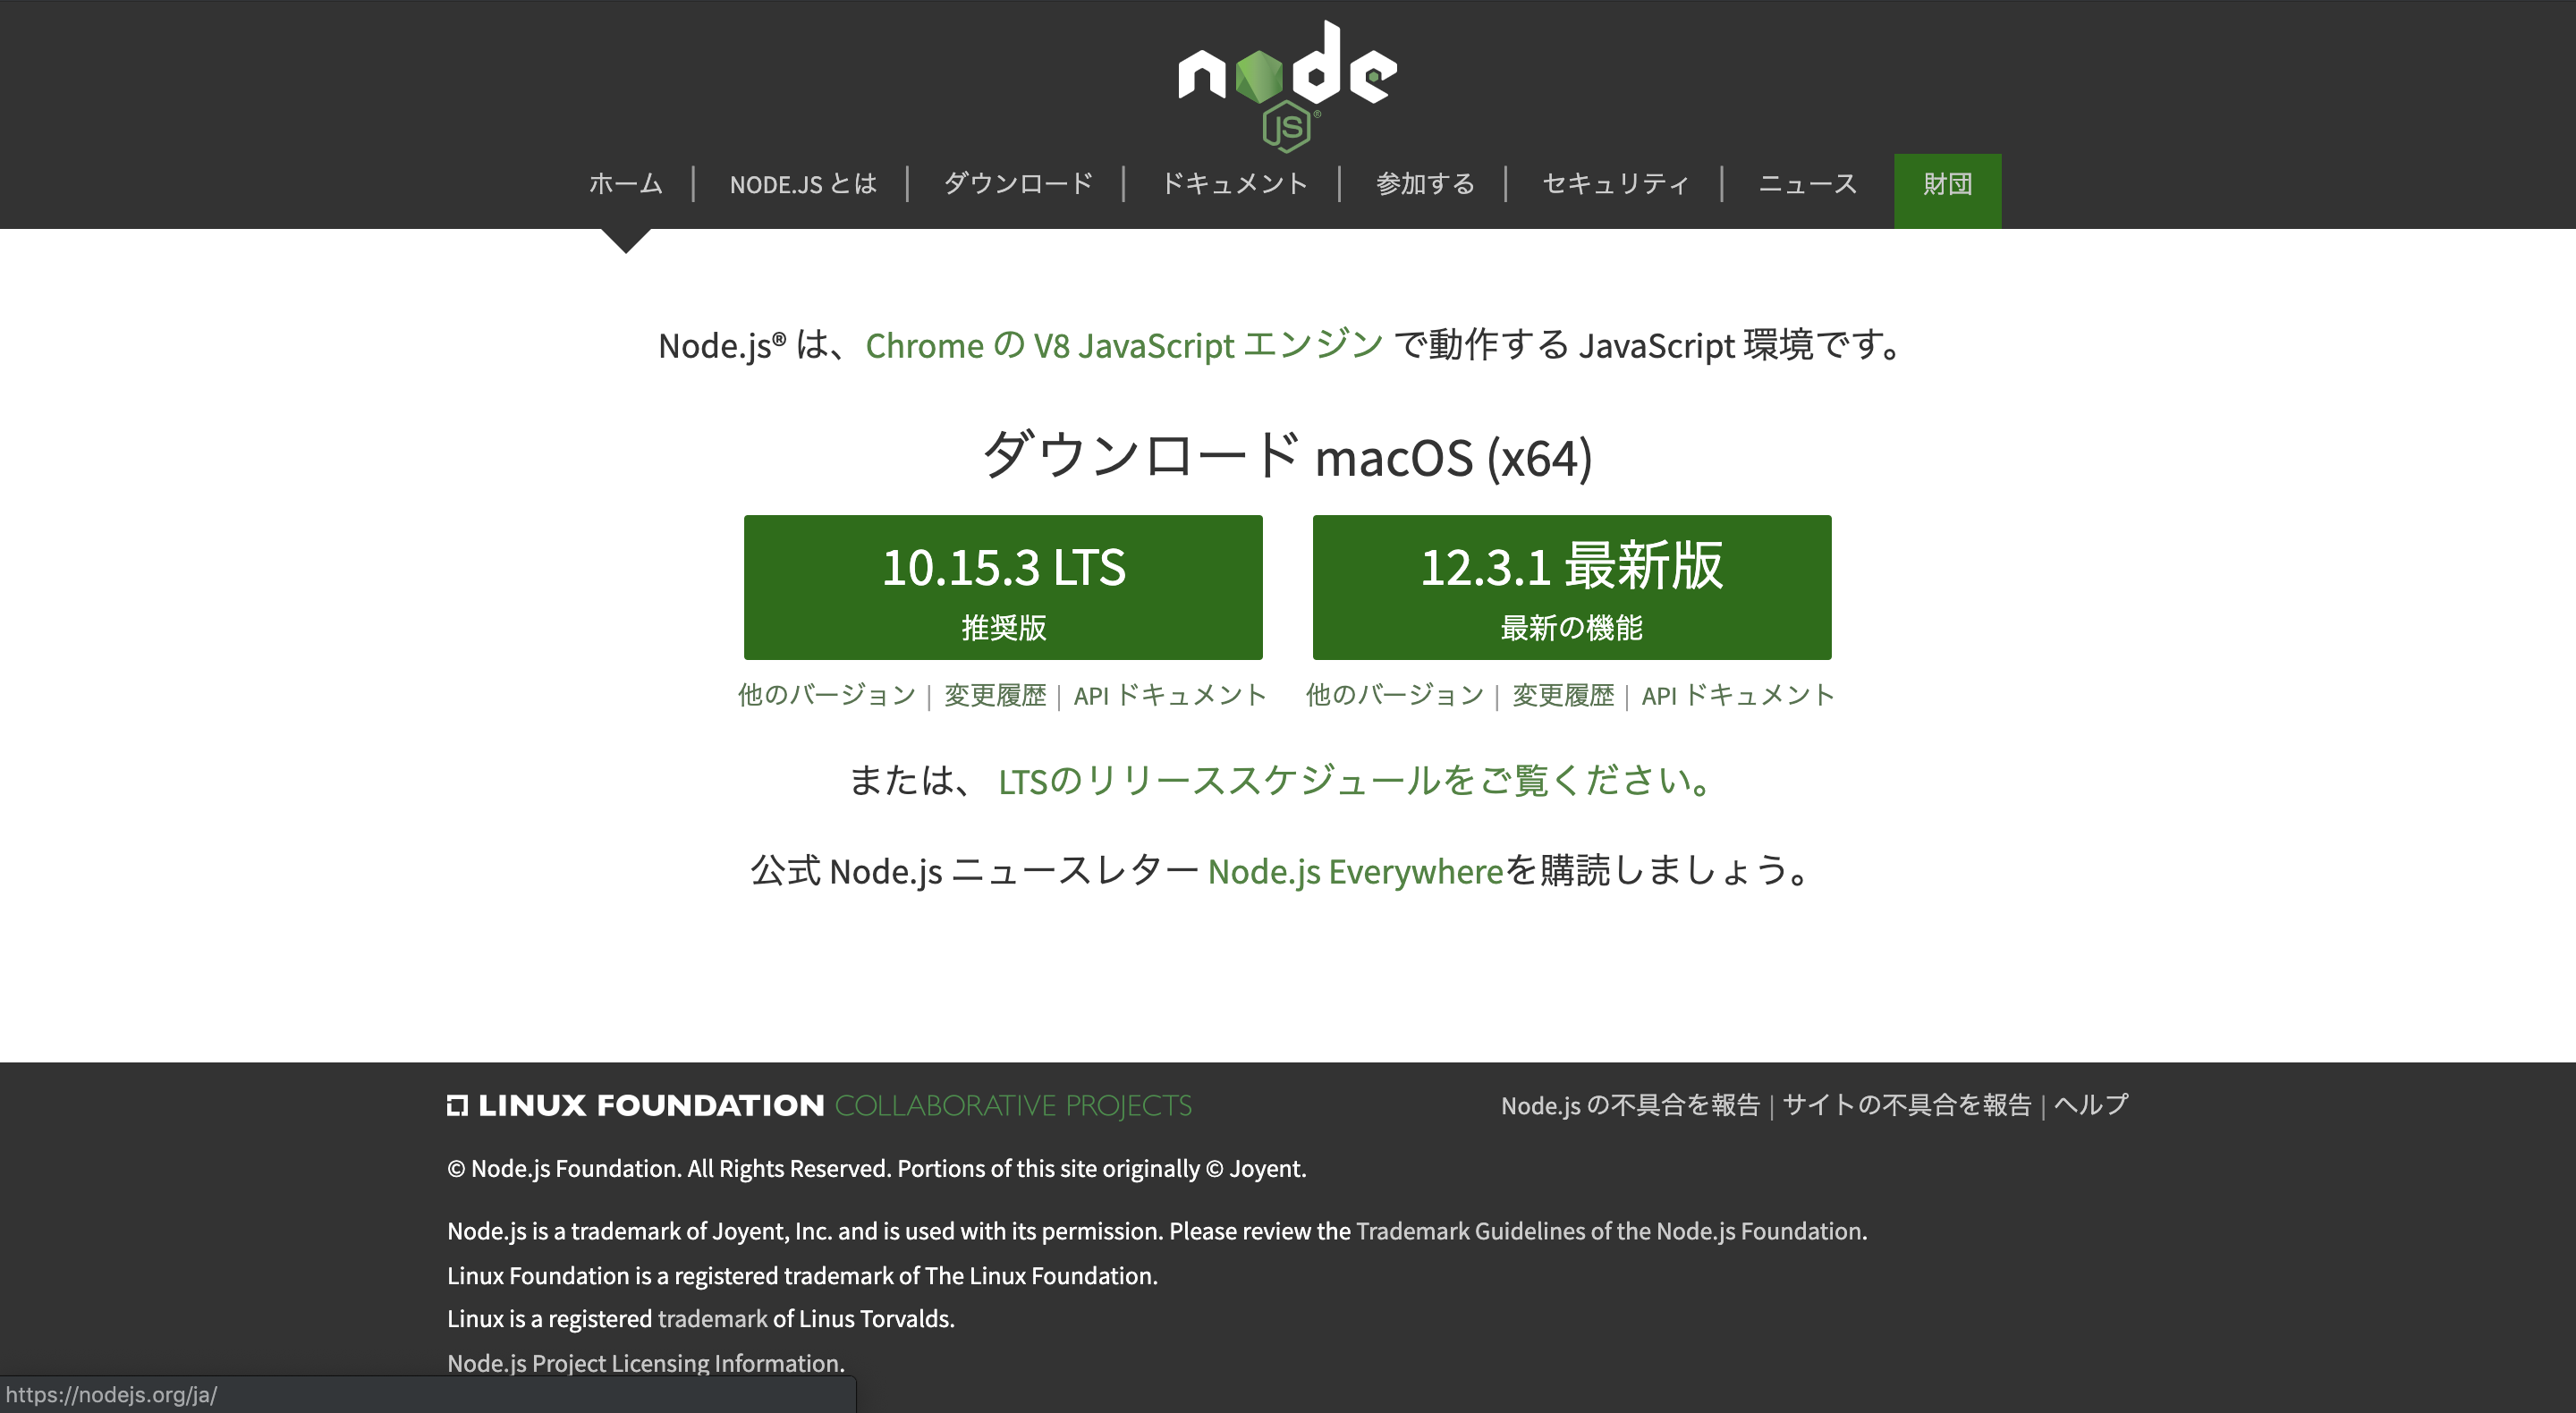 node
JS ®
ホーム | NODE.JS とは | ダウンロード | ドキュメント | 参加する | セキュリティ | ニュース 財団
Node.js® は、Chrome の V8 JavaScript エンジン で動作する JavaScript 環境です。
ダウンロード macOS (x64)
10.15.3 LTS
推奨版
12.3.1 最新版
最新の機能
他のバージョン | 変更履歴 | API ドキュメント
他のバージョン | 変更履歴 | API ドキュメント
または、 LTSのリリーススケジュールをご覧ください。
公式 Node.js ニュースレター Node.js Everywhereを購読しましょう。
LINUX FOUNDATION COLLABORATIVE PROJECTS
Node.js の不具合を報告 | サイトの不具合を報告 | ヘルプ
© Node.js Foundation. All Rights Reserved. Portions of this site originally © Joyent.
Node.js is a trademark of Joyent, Inc. and is used with its permission. Please review the Trademark Guidelines of the Node.js Foundation.
Linux Foundation is a registered trademark of The Linux Foundation.
Linux is a registered trademark of Linus Torvalds.
Node.js Project Licensing Information.
https://nodejs.org/ja/